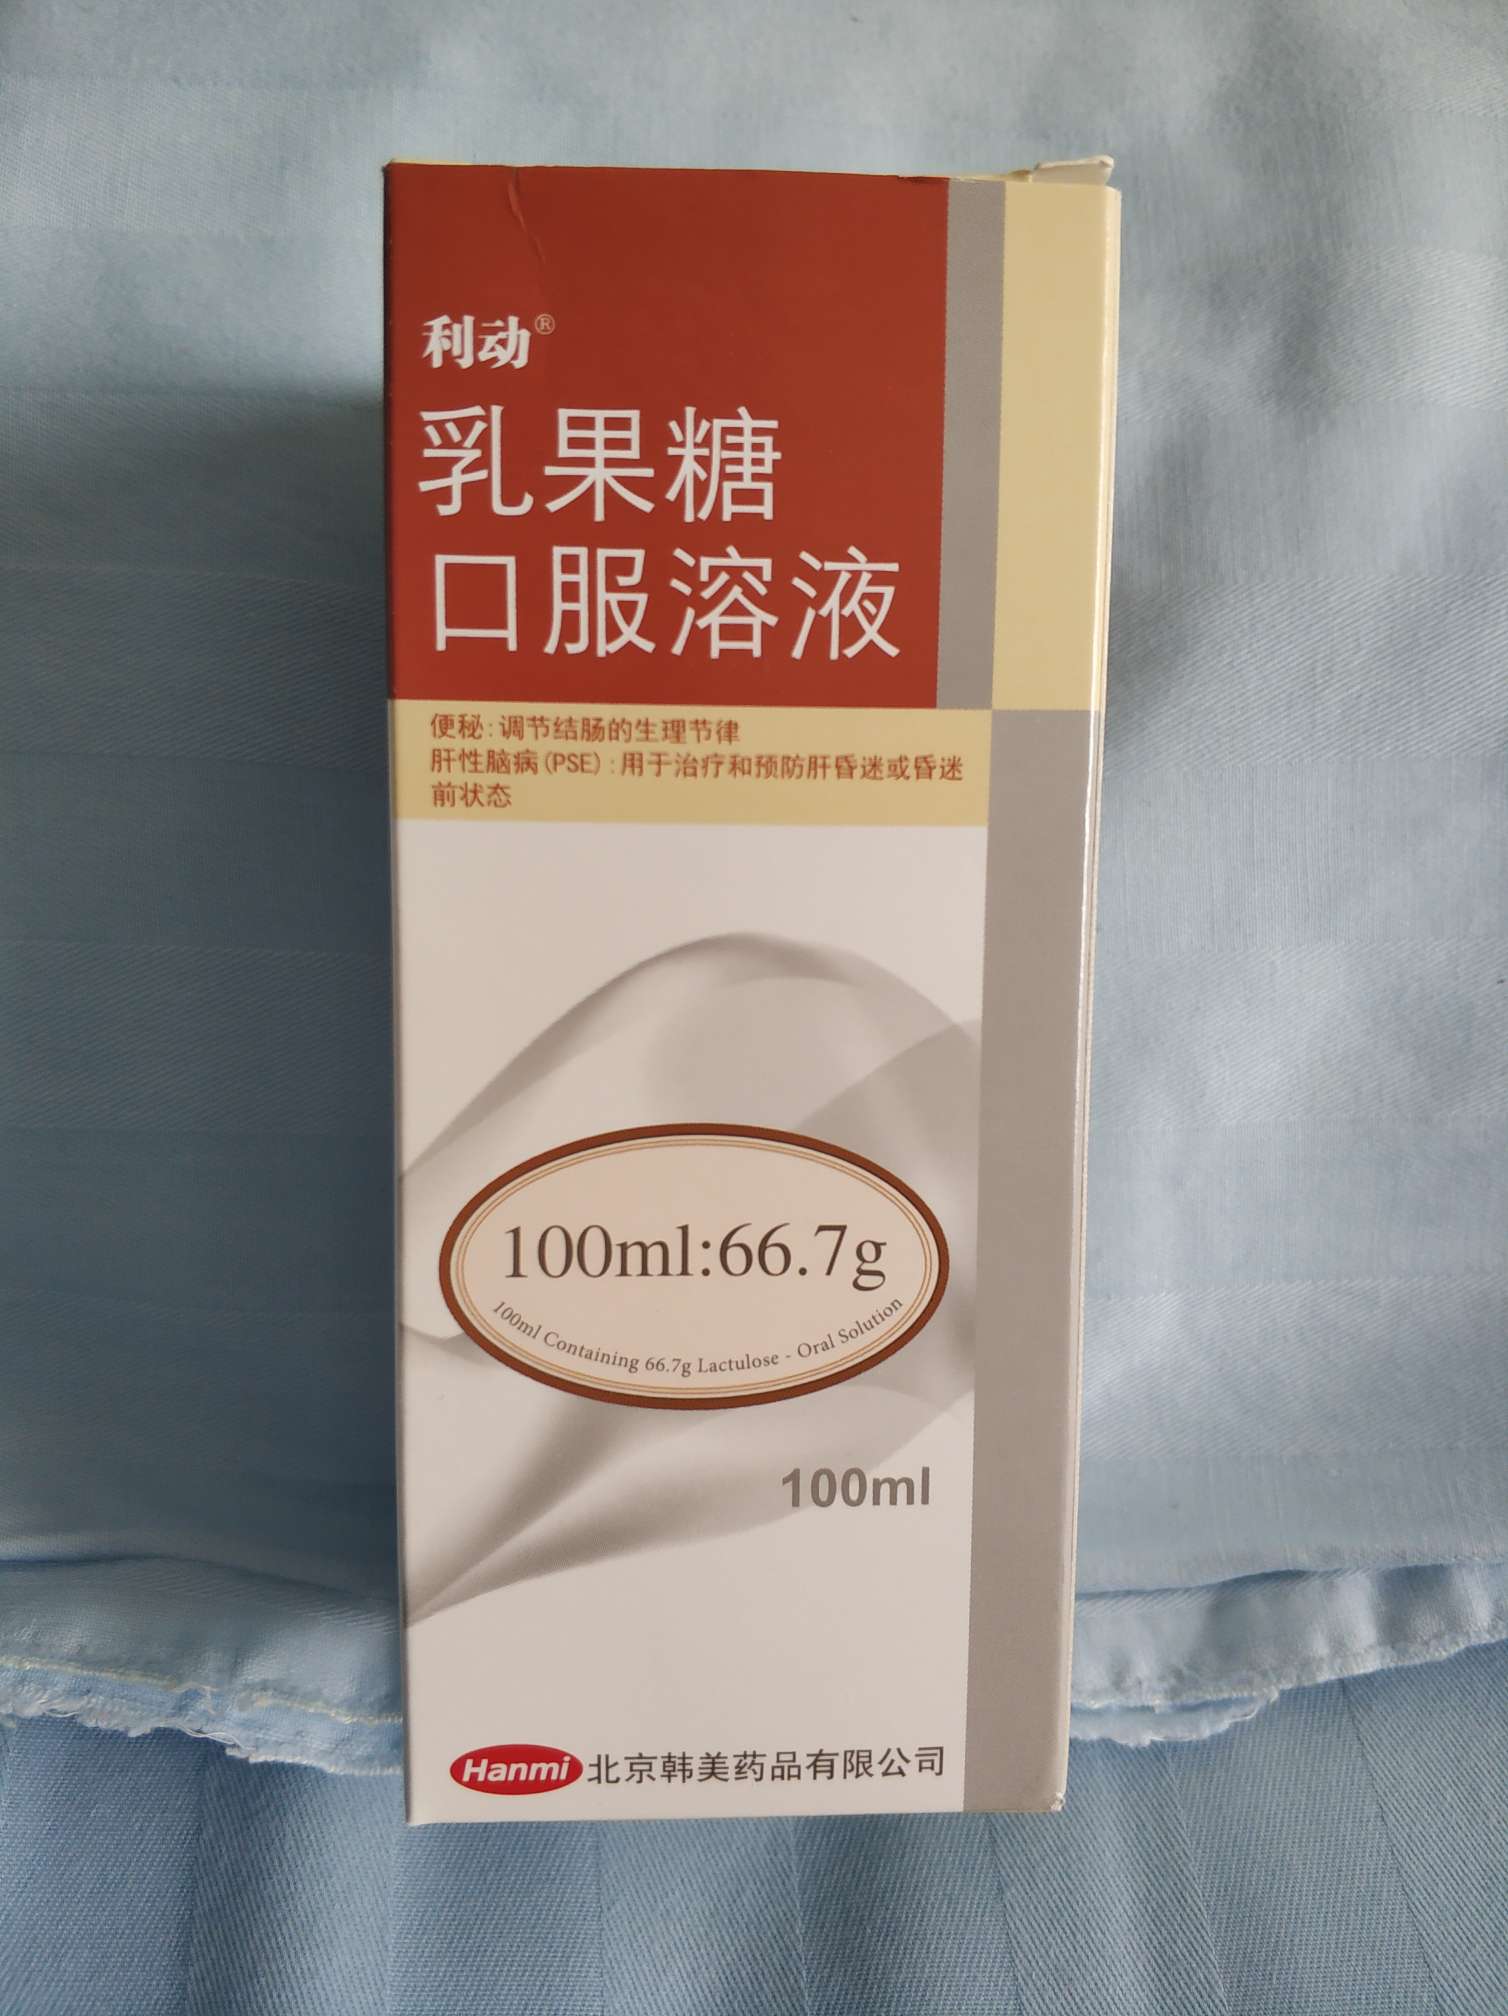 利动®
乳果糖
口服溶液
便秘:调节结肠的生理节律
肝性脑病(PSE):用于治疗和预防肝昏迷或昏迷
前状态
100ml:66.7g
100ml Containing 66.7g Lactulose - Oral Solution
100ml
Hanmi 北京韩美药品有限公司